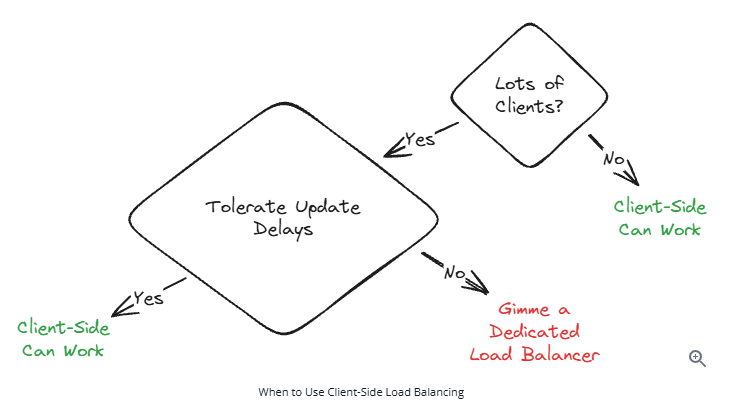 Lots of
Clients?
Yes
No
Client-Side
Can Work
Tolerate Update
Delays
Yes
No
Client-Side
Can Work
Gimme a
Dedicated
Load Balancer
When to Use Client-Side Load Balancing